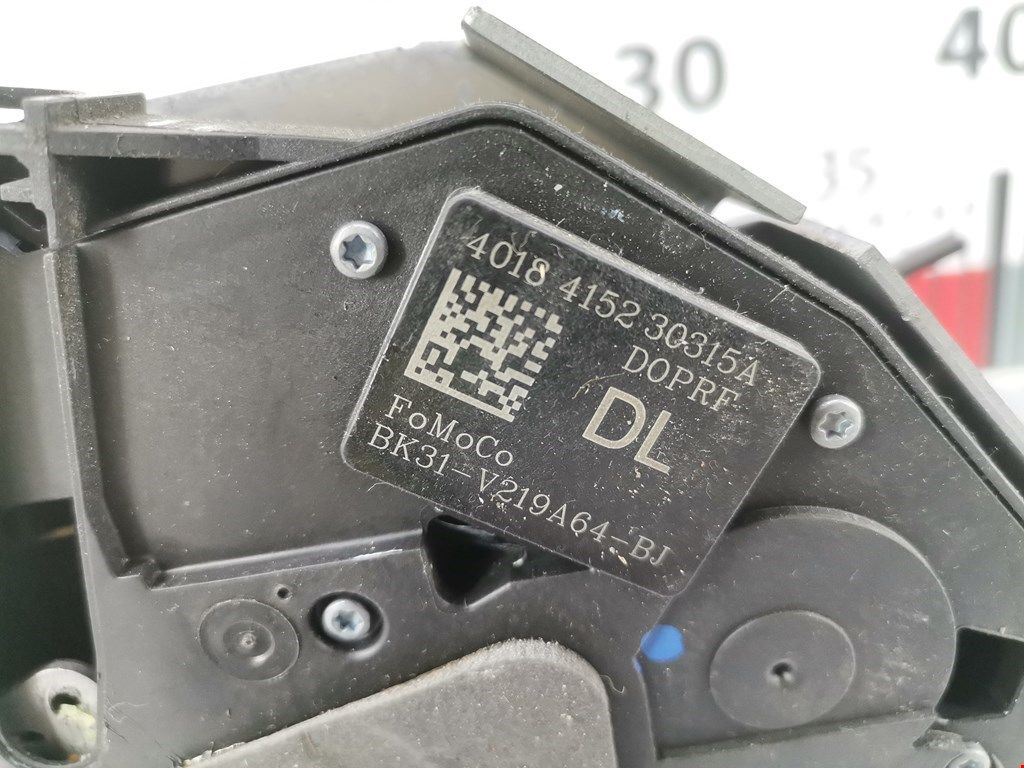 30
40
35
4018 4152 30315A
DOPRF
DL
FoMoCo
BK31-V219A64-BJ